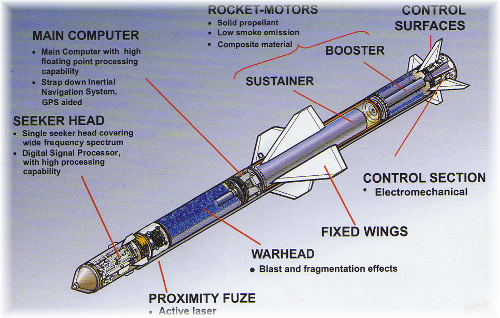 ROCKET-MOTORS
• Solid propellant
• Low smoke emission
• Composite material
CONTROL
SURFACES
MAIN COMPUTER
• Main Computer with high
floating point processing
capability
• Strap down Inertial
Navigation System,
GPS aided
BOOSTER
SUSTAINER
SEEKER HEAD
• Single seeker head covering
wide frequency spectrum
• Digital Signal Processor,
with high processing
capability
CONTROL SECTION
• Electromechanical
FIXED WINGS
WARHEAD
• Blast and fragmentation effects
PROXIMITY FUZE
• Active laser